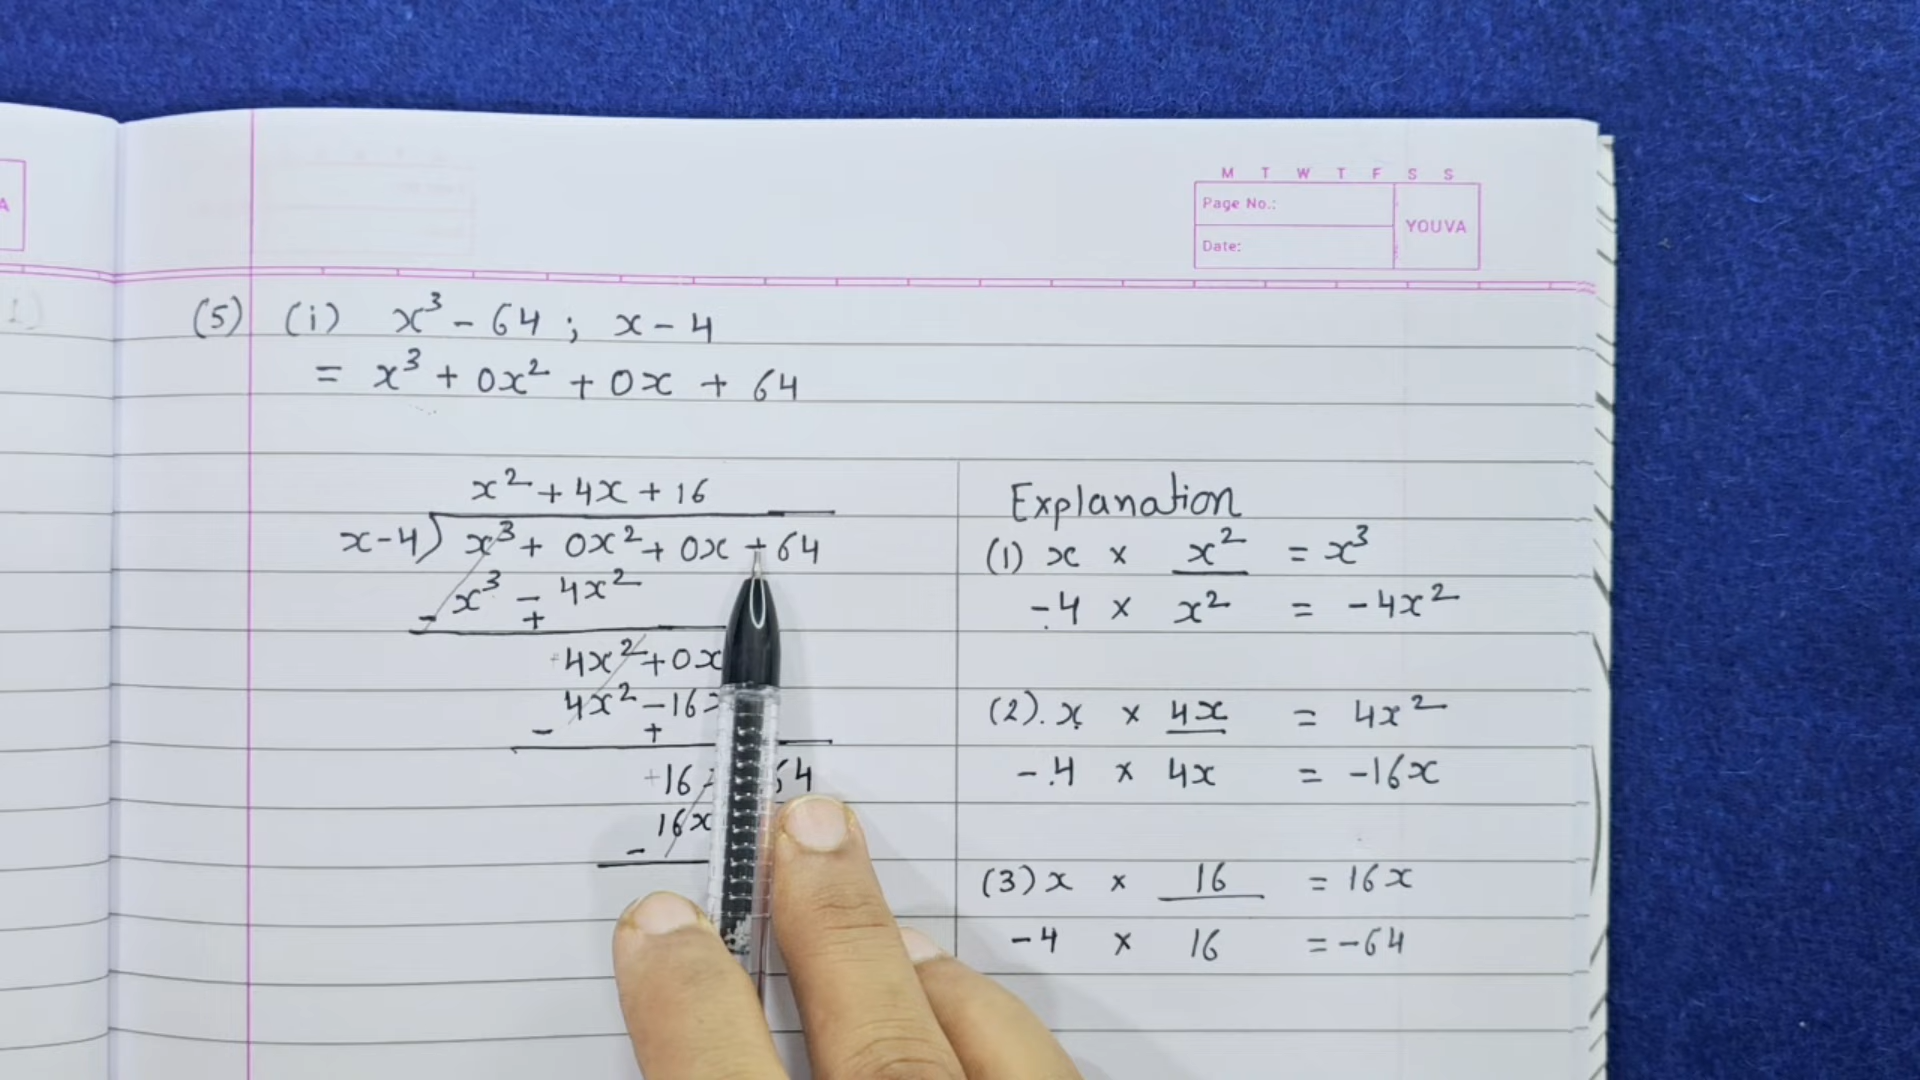 M T W T F S S
Page No.:
YOUVA
Date:
(5) (i) x³ - 64 ; x - 4
= x³ + 0x² + 0x + 64
x² + 4x + 16
x-4) x³ + 0x² + 0x + 64
x³ - 4x²
- +
4x² + 0x
4x² - 16x
- +
+16 64
16x
-
Explanation
(1) x × x² = x³
-4 × x² = -4x²
(2). x × 4x = 4x²
-4 × 4x = -16x
(3) x × 16 = 16x
-4 × 16 = -64